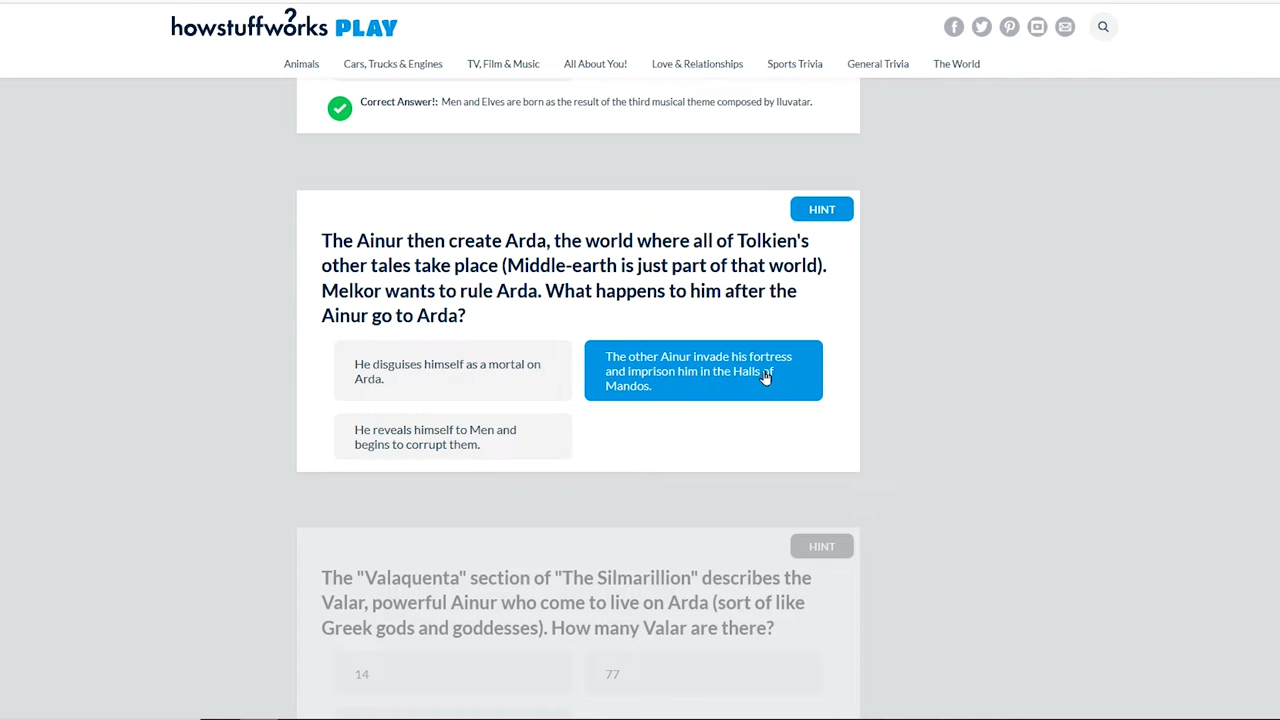 howstuffworks PLAY
Animals
Cars, Trucks & Engines
TV, Film & Music
All About You!
Love & Relationships
Sports Trivia
General Trivia
The World
Correct Answer!: Men and Elves are born as the result of the third musical theme composed by Iluvatar.
HINT
The Ainur then create Arda, the world where all of Tolkien's
other tales take place (Middle-earth is just part of that world).
Melkor wants to rule Arda. What happens to him after the
Ainur go to Arda?
He disguises himself as a mortal on
Arda.
The other Ainur invade his fortress
and imprison him in the Halls of
Mandos.
He reveals himself to Men and
begins to corrupt them.
HINT
The "Valaquenta" section of "The Silmarillion" describes the
Valar, powerful Ainur who come to live on Arda (sort of like
Greek gods and goddesses). How many Valar are there?
14
77